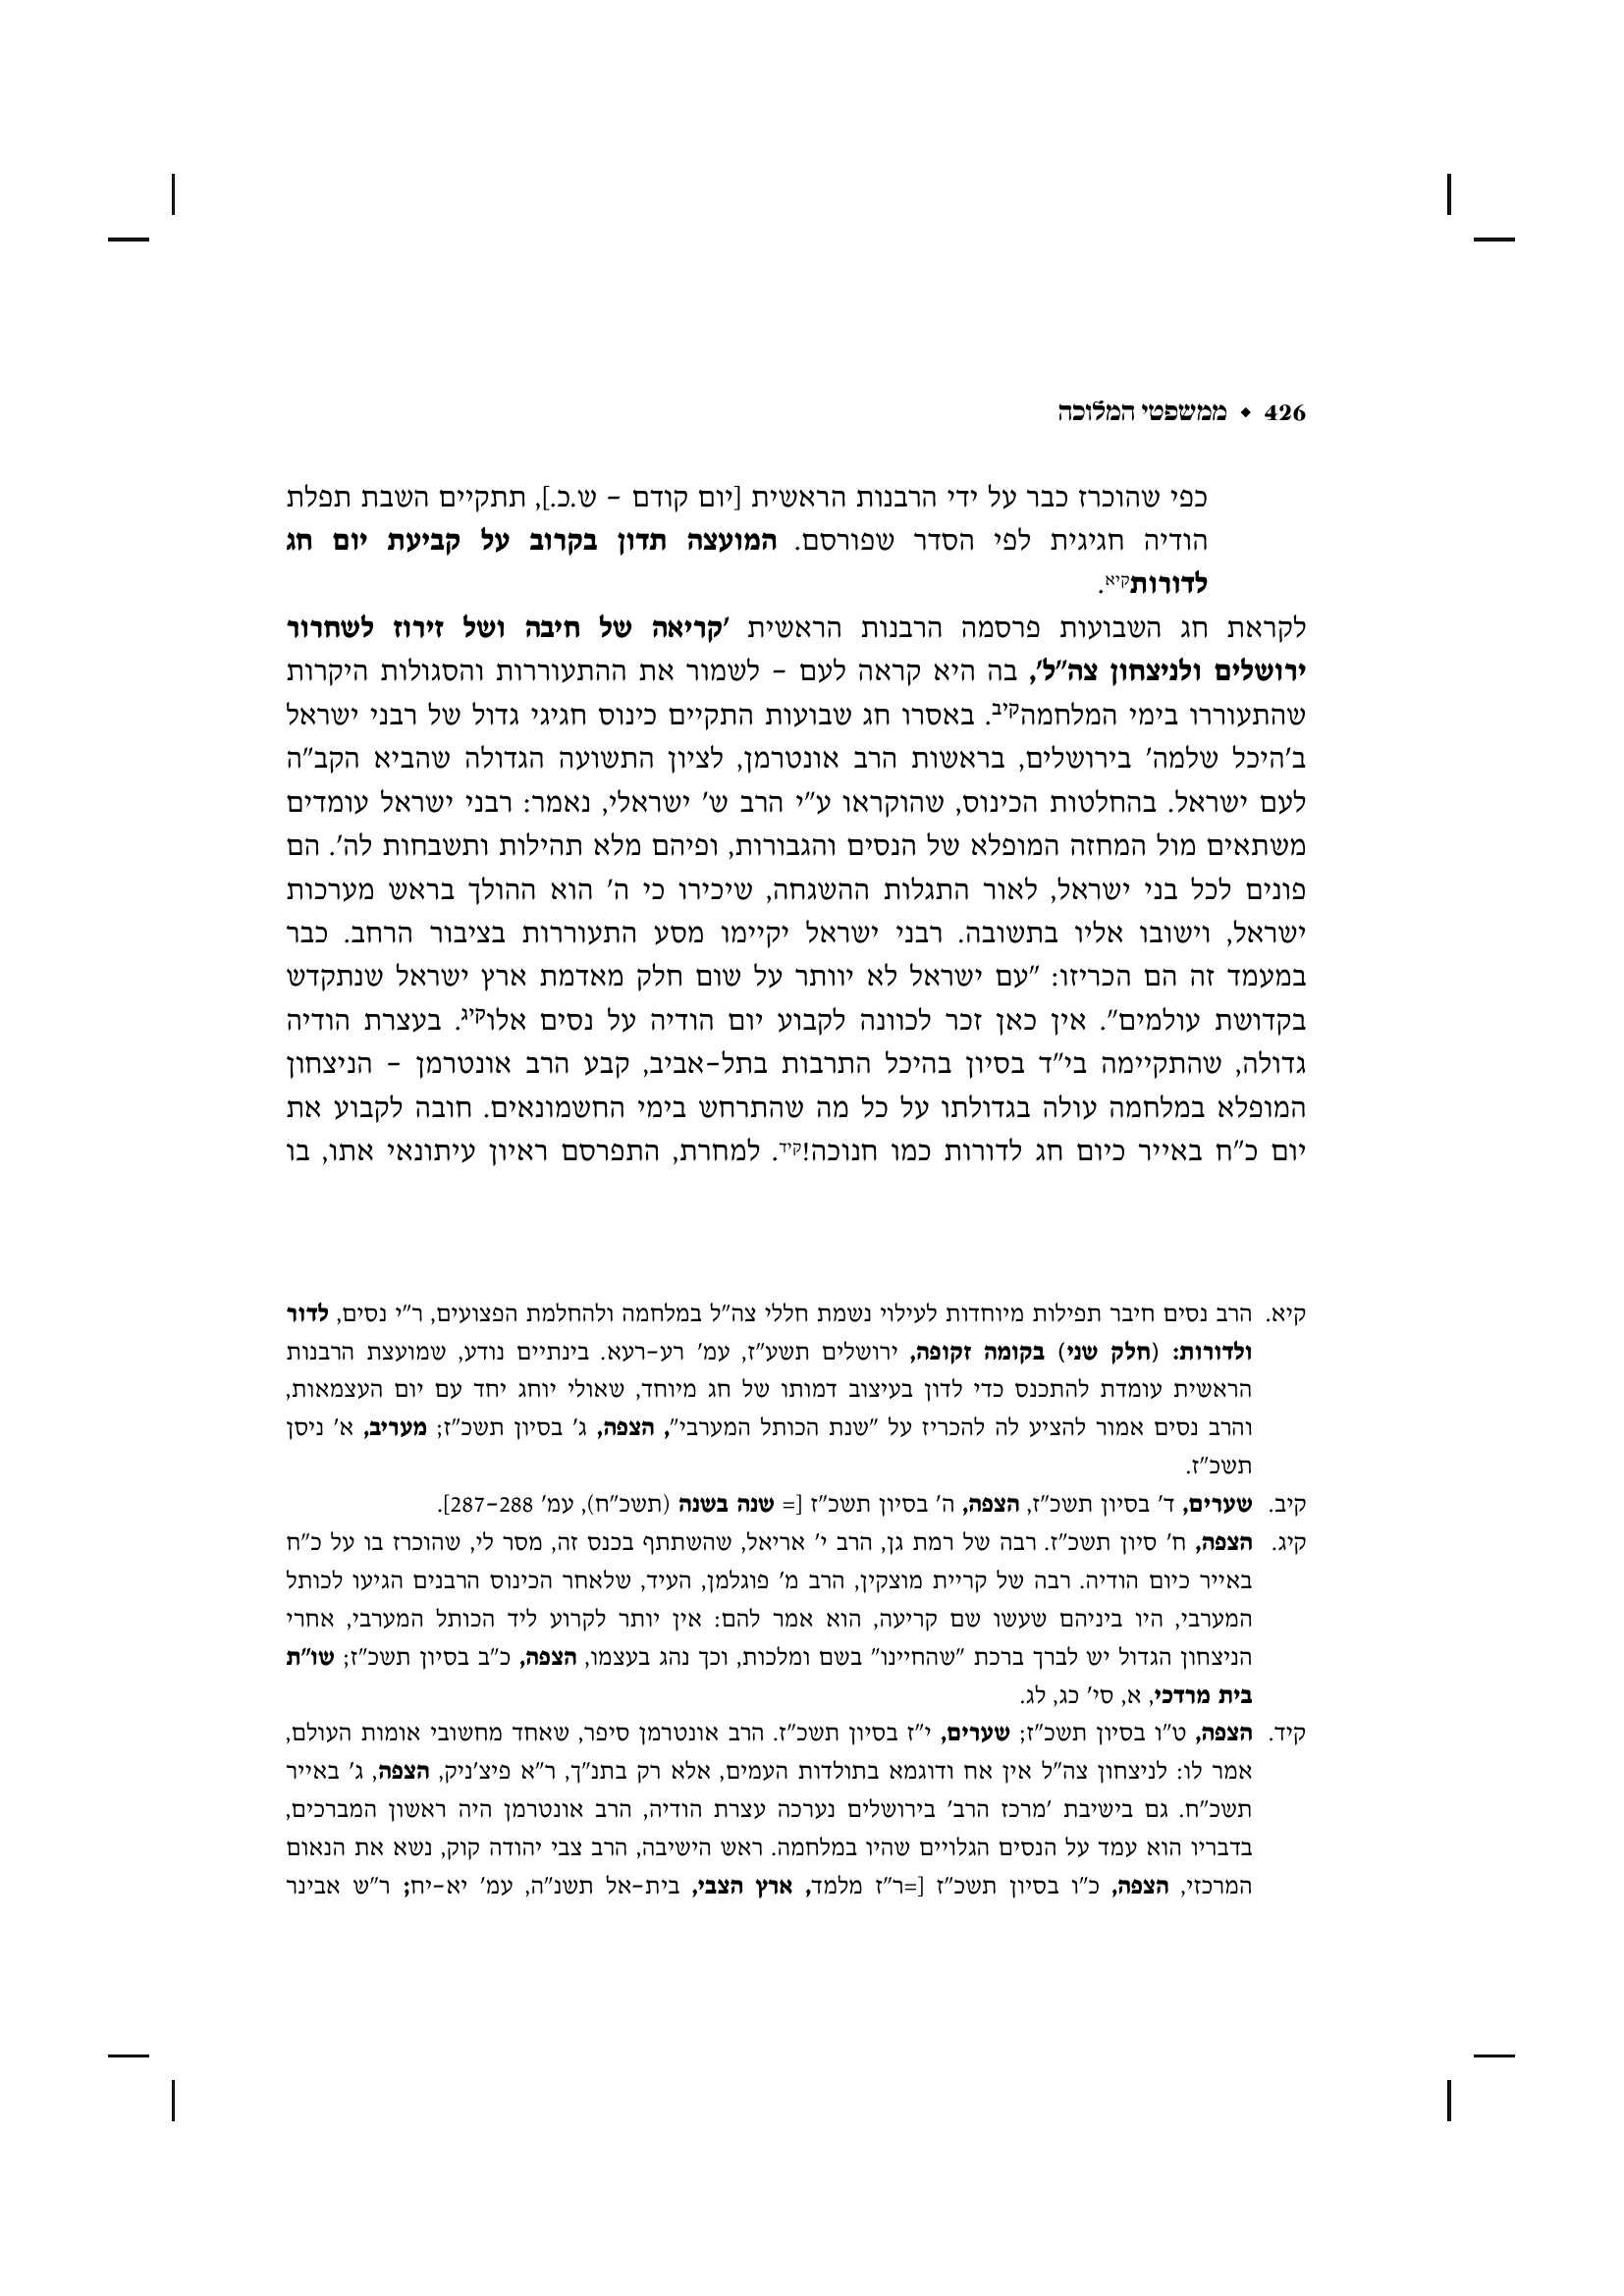 426 ◆ ממשפטי המלוכה
כפי שהוכרז כבר על ידי הרבנות הראשית [יום קודם – ש.כ.], תתקיים השבת תפלת
הודיה חגיגית לפי הסדר שפורסם. המועצה תדון בקרוב על קביעת יום חג
לדורותקיא.
לקראת חג השבועות פרסמה הרבנות הראשית 'קריאה של חיבה ושל זירוז לשחרור
ירושלים ולניצחון צה"ל', בה היא קראה לעם – לשמור את ההתעוררות והסגולות היקרות
שהתעוררו בימי המלחמהקיב. באסרו חג שבועות התקיים כינוס חגיגי גדול של רבני ישראל
ב'היכל שלמה' בירושלים, בראשות הרב אונטרמן, לציון התשועה הגדולה שהביא הקב"ה
לעם ישראל. בהחלטות הכינוס, שהוקראו ע"י הרב ש' ישראלי, נאמר: רבני ישראל עומדים
משתאים מול המחזה המופלא של הנסים והגבורות, ופיהם מלא תהילות ותשבחות לה'. הם
פונים לכל בני ישראל, לאור התגלות ההשגחה, שיכירו כי ה' הוא ההולך בראש מערכות
ישראל, וישובו אליו בתשובה. רבני ישראל יקיימו מסע התעוררות בציבור הרחב. כבר
במעמד זה הם הכריזו: "עם ישראל לא יוותר על שום חלק מאדמת ארץ ישראל שנתקדש
בקדושת עולמים". אין כאן זכר לכוונה לקבוע יום הודיה על נסים אלוקיג. בעצרת הודיה
גדולה, שהתקיימה בי"ד בסיון בהיכל התרבות בתל-אביב, קבע הרב אונטרמן – הניצחון
המופלא במלחמה עולה בגדולתו על כל מה שהתרחש בימי החשמונאים. חובה לקבוע את
יום כ"ח באייר כיום חג לדורות כמו חנוכה!קיד. למחרת, התפרסם ראיון עיתונאי אתו, בו
קיא. הרב נסים חיבר תפילות מיוחדות לעילוי נשמת חללי צה"ל במלחמה ולהחלמת הפצועים, ר"י נסים, לדור
ולדורות: (חלק שני) בקומה זקופה, ירושלים תשע"ז, עמ' רע-רעא. בינתיים נודע, שמועצת הרבנות
הראשית עומדת להתכנס כדי לדון בעיצוב דמותו של חג מיוחד, שאולי יוחג יחד עם יום העצמאות,
והרב נסים אמור להציע לה להכריז על "שנת הכותל המערבי", הצפה, ג' בסיון תשכ"ז; מעריב, א' ניסן
תשכ"ז.
קיב. שערים, ד' בסיון תשכ"ז, הצפה, ה' בסיון תשכ"ז [= שנה בשנה (תשכ"ח), עמ' 287-288].
קיג. הצפה, ח' סיון תשכ"ז. רבה של רמת גן, הרב י' אריאל, שהשתתף בכנס זה, מסר לי, שהוכרז בו על כ"ח
באייר כיום הודיה. רבה של קריית מוצקין, הרב מ' פוגלמן, העיד, שלאחר הכינוס הרבנים הגיעו לכותל
המערבי, היו ביניהם שעשו שם קריעה, הוא אמר להם: אין יותר לקרוע ליד הכותל המערבי, אחרי
הניצחון הגדול יש לברך ברכת "שהחיינו" בשם ומלכות, וכך נהג בעצמו, הצפה, כ"ב בסיון תשכ"ז; שו"ת
בית מרדכי, א, סי' כג, לג.
קיד. הצפה, ט"ו בסיון תשכ"ז; שערים, י"ז בסיון תשכ"ז. הרב אונטרמן סיפר, שאחד מחשובי אומות העולם,
אמר לו: לניצחון צה"ל אין אח ודוגמא בתולדות העמים, אלא רק בתנ"ך, ר"א פיצ'ניק, הצפה, ג' באייר
תשכ"ח. גם בישיבת 'מרכז הרב' בירושלים נערכה עצרת הודיה, הרב אונטרמן היה ראשון המברכים,
בדבריו הוא עמד על הנסים הגלויים שהיו במלחמה. ראש הישיבה, הרב צבי יהודה קוק, נשא את הנאום
המרכזי, הצפה, כ"ו בסיון תשכ"ז [=ר"ז מלמד, ארץ הצבי, בית-אל תשנ"ה, עמ' יא-יח; ר"ש אבינר